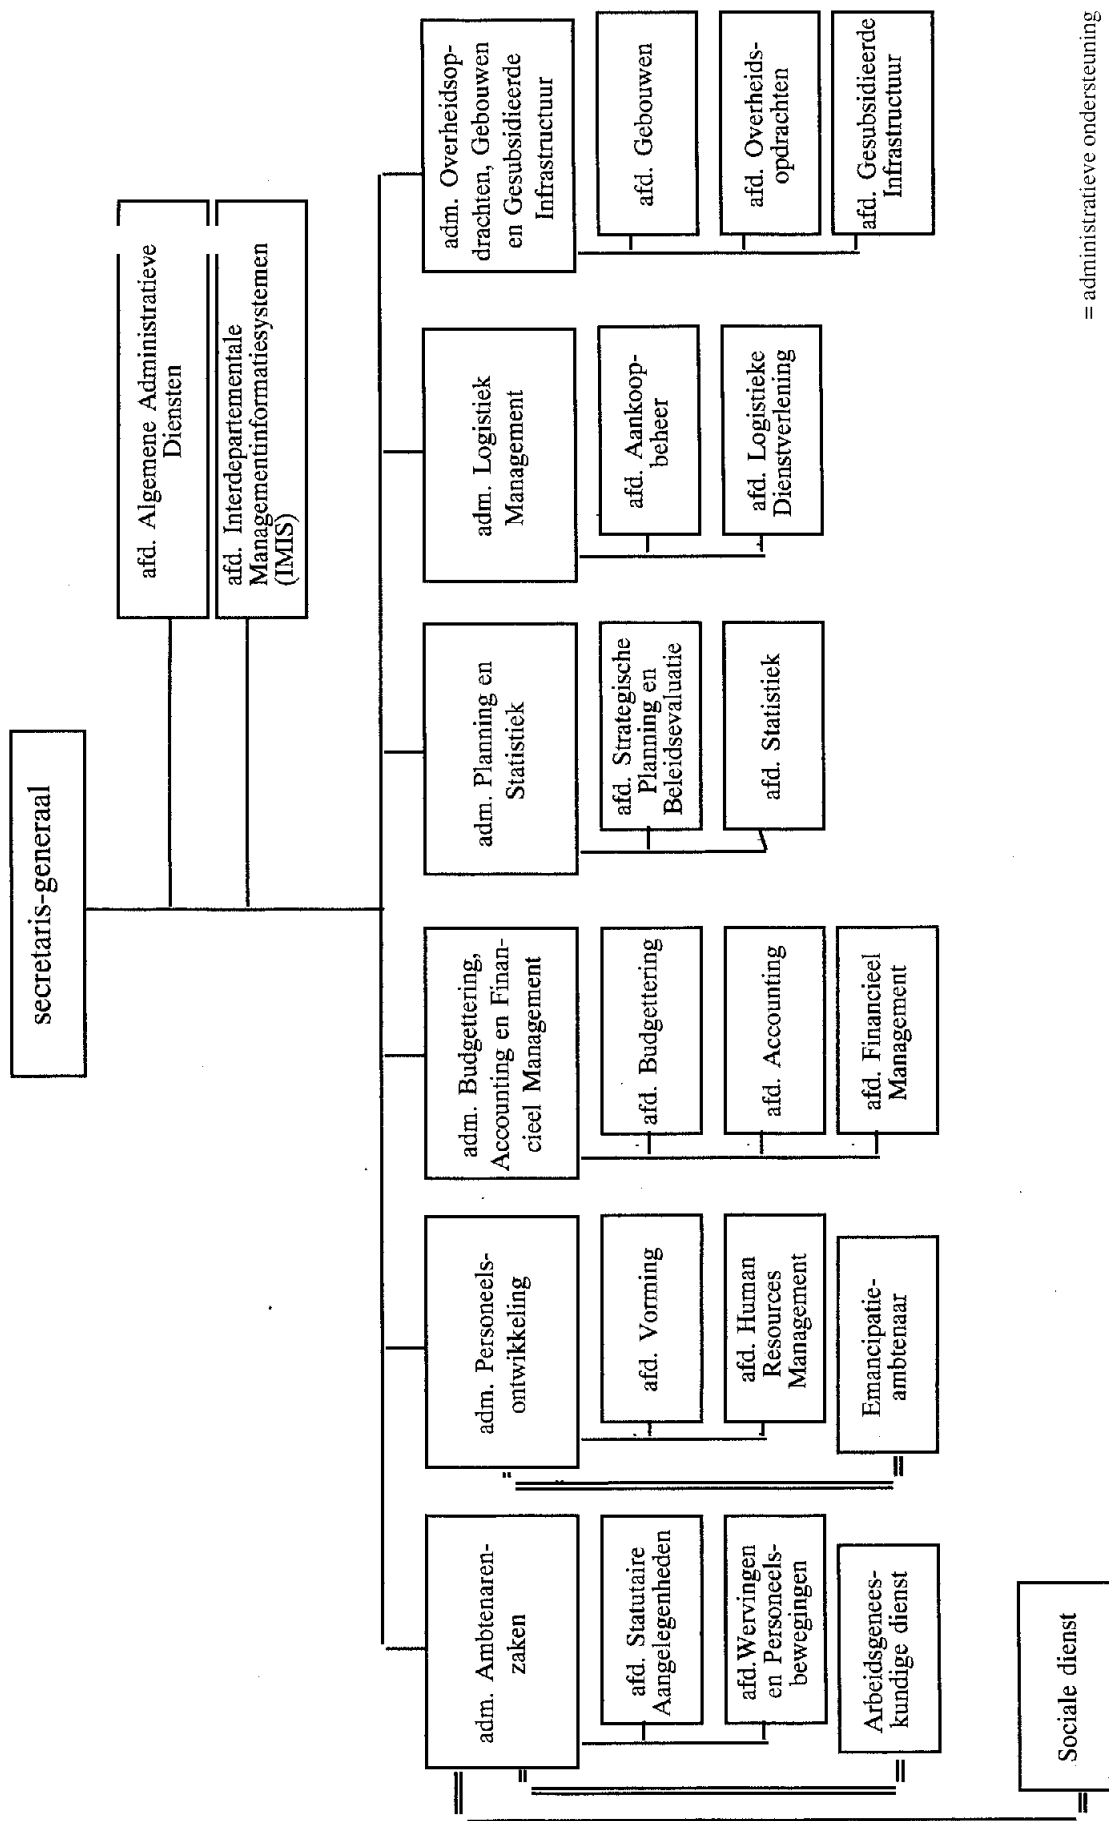 secretaris-generaal
afd. Algemene Administratieve
Diensten
afd. Interdepartementale
Managementinformatiesystemen
(IMIS)
adm. Ambtenaren-
zaken
afd. Statutaire
Aangelegenheden
afd.Wervingen
en Personeels-
bewegingen
Arbeidsgenees-
kundige dienst
Sociale dienst
adm. Personeels-
ontwikkeling
afd. Vorming
afd. Human
Resources
Management
Emancipatie-
ambtenaar
adm. Budgettering,
Accounting en Finan-
cieel Management
afd. Budgettering
afd. Accounting
afd. Financieel
Management
adm. Planning en
Statistiek
afd. Strategische
Planning en
Beleidsevaluatie
afd. Statistiek
adm. Logistiek
Management
afd. Aankoop-
beheer
afd. Logistieke
Dienstverlening
adm. Overheidsop-
drachten, Gebouwen
en Gesubsidieerde
Infrastructuur
afd. Gebouwen
afd. Overheids-
opdrachten
afd. Gesubsidieerde
Infrastructuur
= administratieve ondersteuning